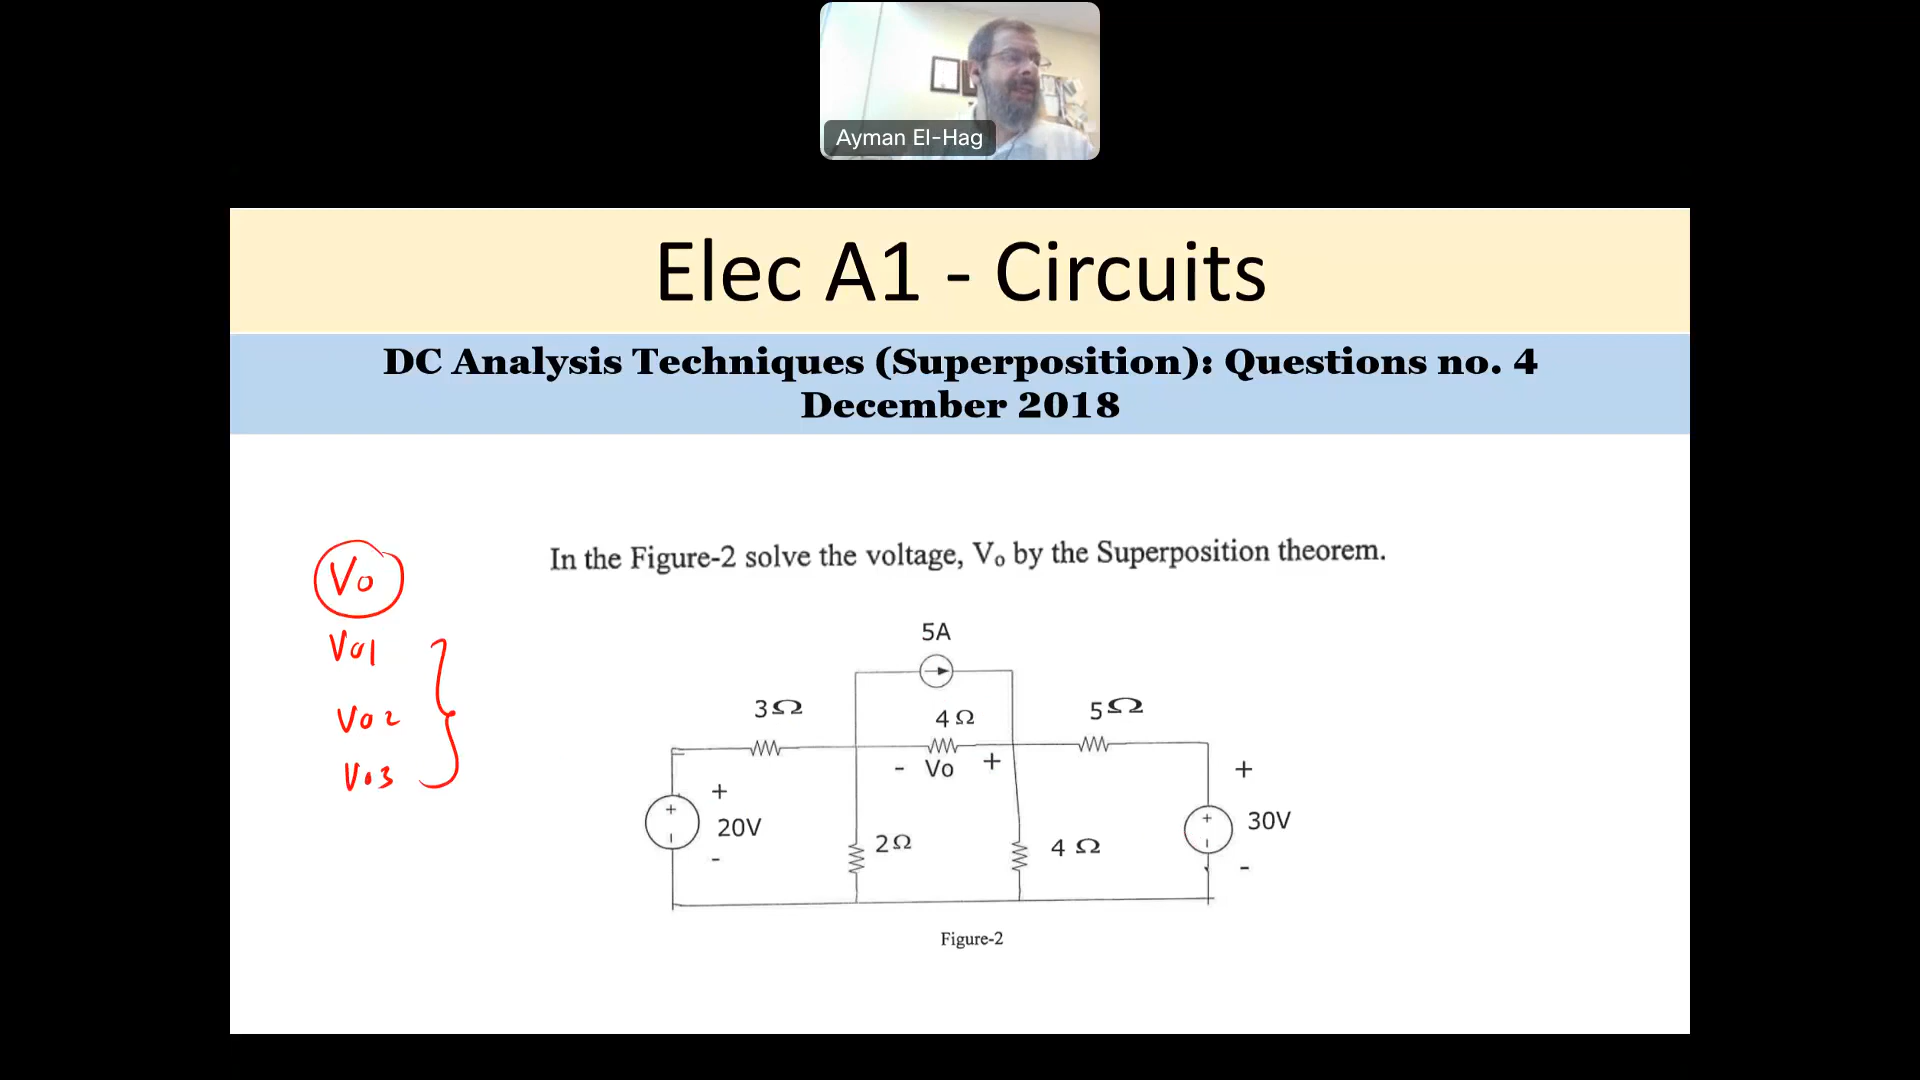 Ayman El-Hag
Elec A1 - Circuits
DC Analysis Techniques (Superposition): Questions no. 4
December 2018
In the Figure-2 solve the voltage, Vₒ by the Superposition theorem.
Vo
Vo1
Vo2
Vo3
5A
3Ω
4Ω
5Ω
- Vo +
+
20V
-
+
-
2Ω
4 Ω
+
30V
-
+
-
Figure-2